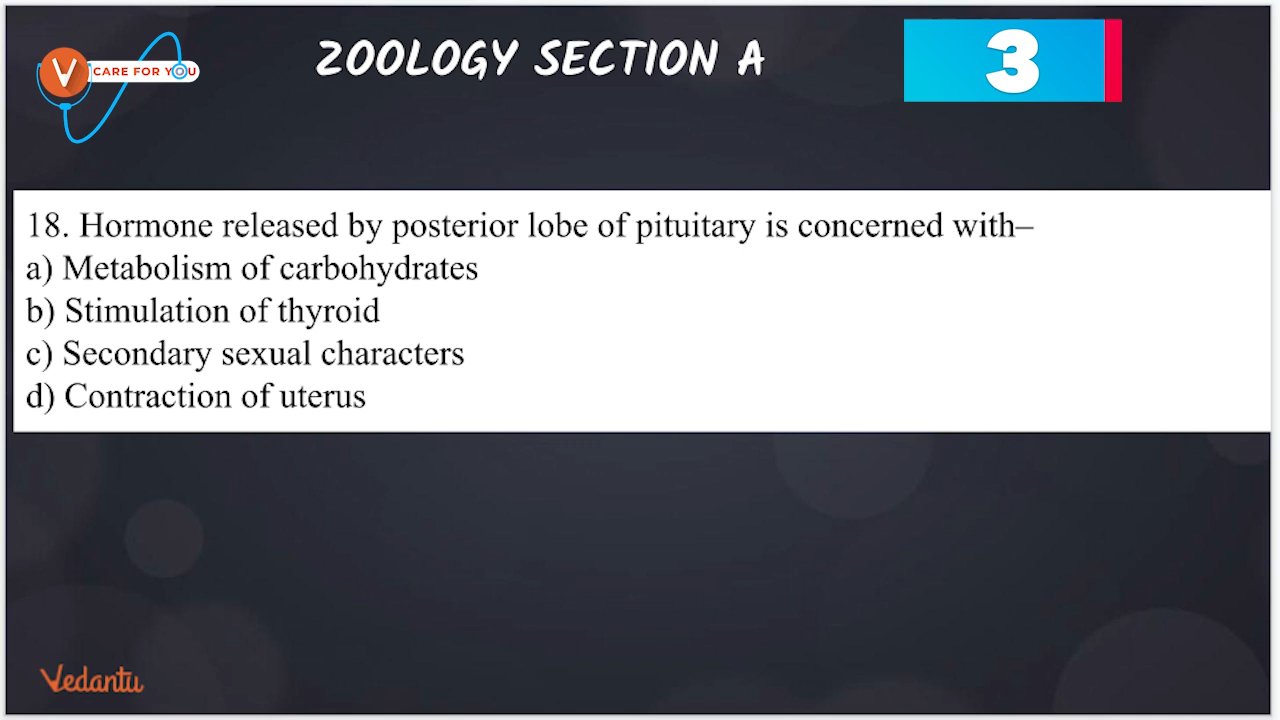 V CARE FOR YOU
ZOOLOGY SECTION A
3
18. Hormone released by posterior lobe of pituitary is concerned with–
a) Metabolism of carbohydrates
b) Stimulation of thyroid
c) Secondary sexual characters
d) Contraction of uterus
Vedantu